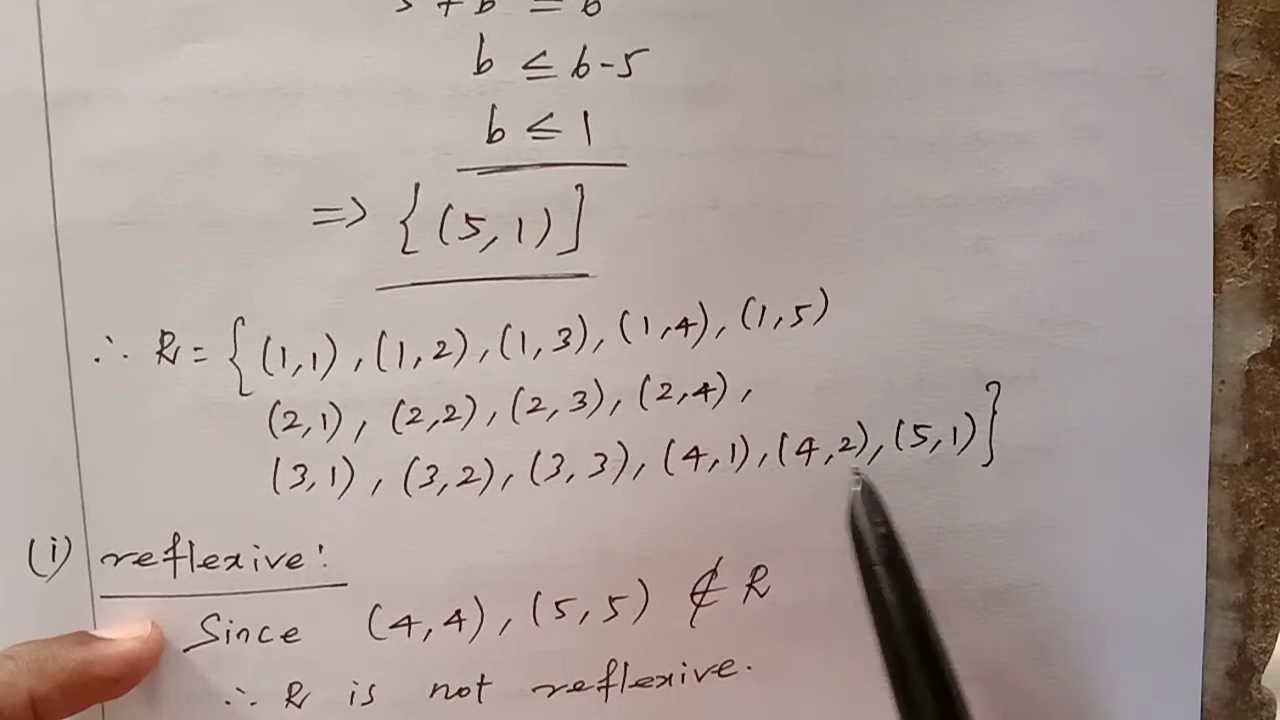 b ≤ 6-5
b ≤ 1
=> {(5,1)}
∴ R = {(1,1), (1,2), (1,3), (1,4), (1,5)
(2,1), (2,2), (2,3), (2,4),
(3,1), (3,2), (3,3), (4,1), (4,2), (5,1)}
(i) reflexive:
Since (4,4), (5,5) ∉ R
∴ R is not reflexive.